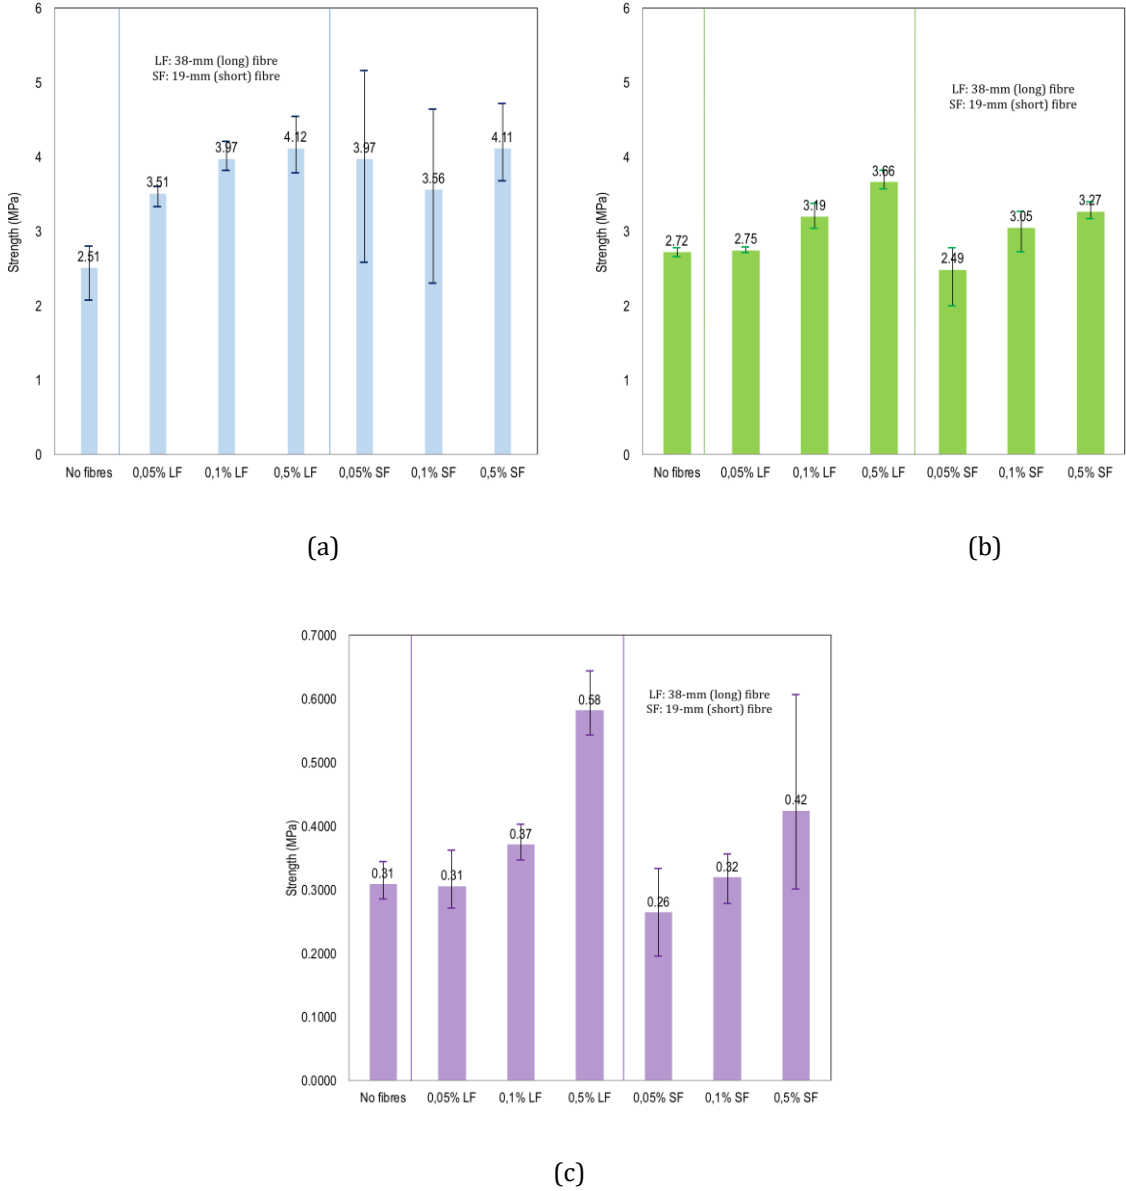 6
5
4
3
2
1
0
Strength (MPa)
LF: 38-mm (long) fibre
SF: 19-mm (short) fibre
2.51
3.51
3.97
4.12
3.97
3.56
4.11
No fibres
0,05% LF
0,1% LF
0,5% LF
0,05% SF
0,1% SF
0,5% SF
(a)
6
5
4
3
2
1
0
Strength (MPa)
LF: 38-mm (long) fibre
SF: 19-mm (short) fibre
2.72
2.75
3.19
3.66
2.49
3.05
3.27
No fibres
0,05% LF
0,1% LF
0,5% LF
0,05% SF
0,1% SF
0,5% SF
(b)
0.7000
0.6000
0.5000
0.4000
0.3000
0.2000
0.1000
0.0000
Strength (MPa)
LF: 38-mm (long) fibre
SF: 19-mm (short) fibre
0.31
0.31
0.37
0.58
0.26
0.32
0.42
No fibres
0,05% LF
0,1% LF
0,5% LF
0,05% SF
0,1% SF
0,5% SF
(c)